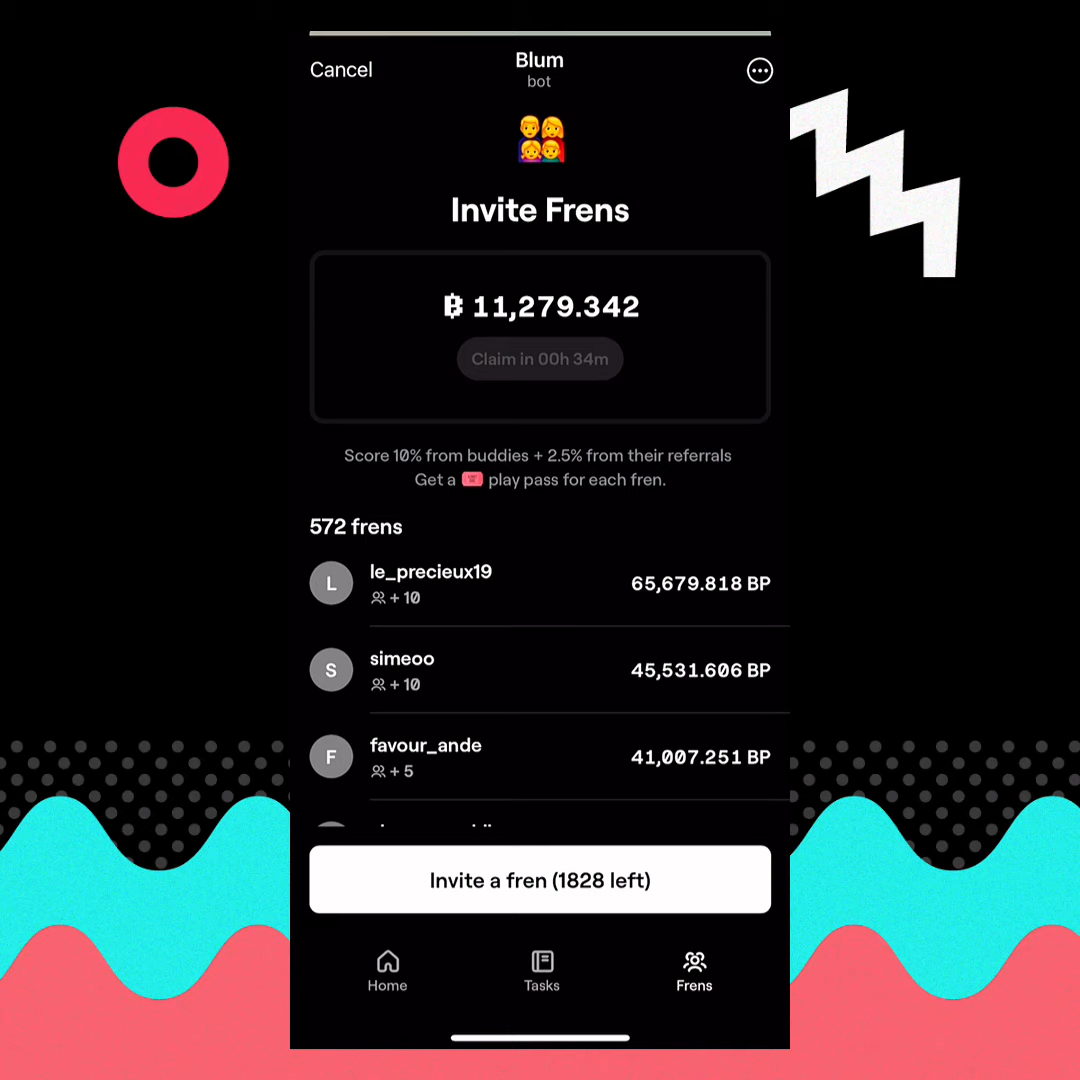 Cancel
Blum
bot
Invite Frens
11,279.342
Claim in 00h 34m
Score 10% from buddies + 2.5% from their referrals
Get a play pass for each fren.
572 frens
L
le_precieux19
+ 10
65,679.818 BP
S
simeoo
+ 10
45,531.606 BP
F
favour_ande
+ 5
41,007.251 BP
Invite a fren (1828 left)
Home
Tasks
Frens